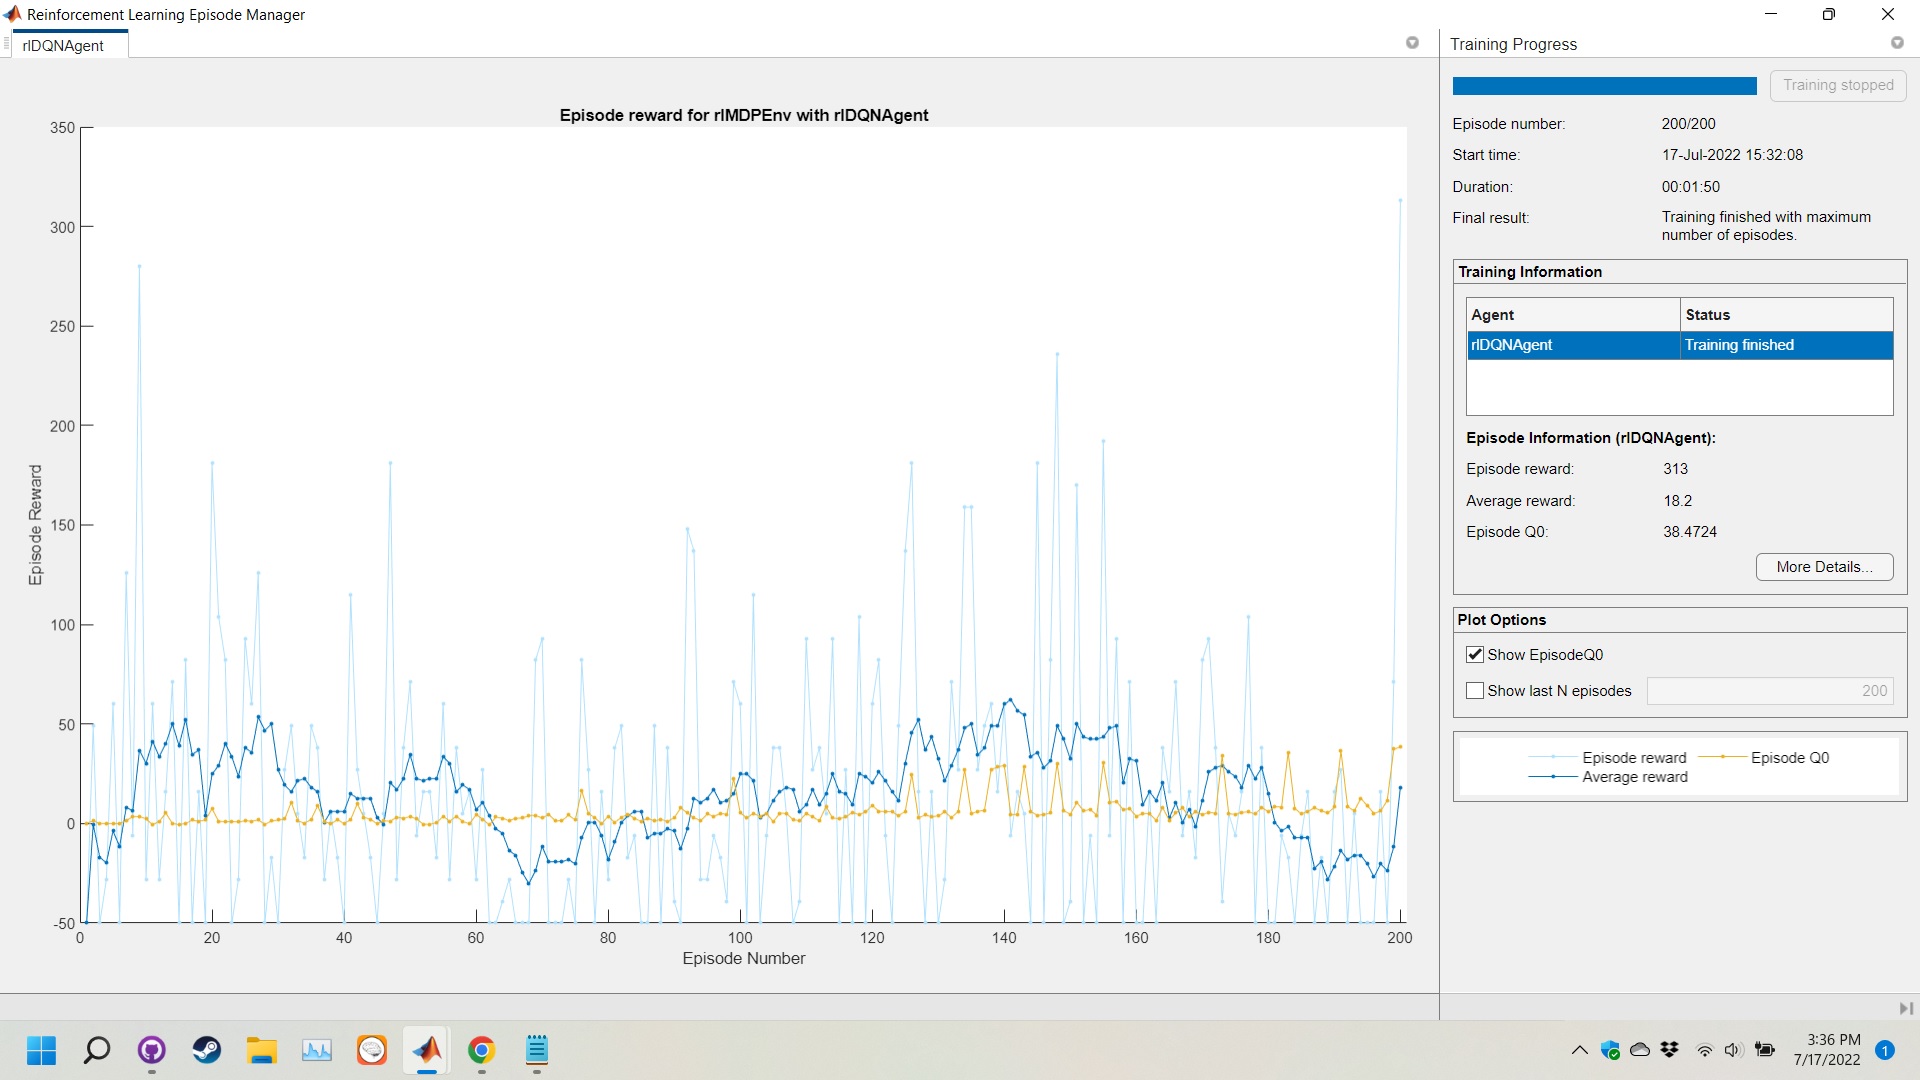 Reinforcement Learning Episode Manager
rlDQNAgent
Episode reward for rlMDPEnv with rlDQNAgent
350
300
250
200
150
100
50
0
-50
Episode Reward
0 20 40 60 80 100 120 140 160 180 200
Episode Number
Training Progress
Training stopped
Episode number: 200/200
Start time: 17-Jul-2022 15:32:08
Duration: 00:01:50
Final result: Training finished with maximum
number of episodes.
Training Information
Agent Status
rlDQNAgent Training finished
Episode Information (rlDQNAgent):
Episode reward: 313
Average reward: 18.2
Episode Q0: 38.4724
More Details...
Plot Options
Show EpisodeQ0
Show last N episodes 200
Episode reward Episode Q0
Average reward
3:36 PM
7/17/2022
1